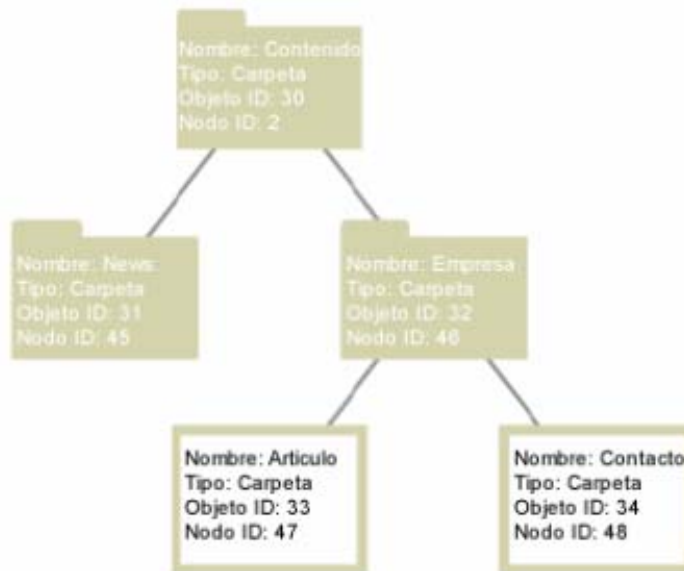 Nombre: Contenido
Tipo: Carpeta
Objeto ID: 30
Nodo ID: 2
Nombre: News
Tipo: Carpeta
Objeto ID: 31
Nodo ID: 45
Nombre: Empresa
Tipo: Carpeta
Objeto ID: 32
Nodo ID: 46
Nombre: Articulo
Tipo: Carpeta
Objeto ID: 33
Nodo ID: 47
Nombre: Contacto
Tipo: Carpeta
Objeto ID: 34
Nodo ID: 48